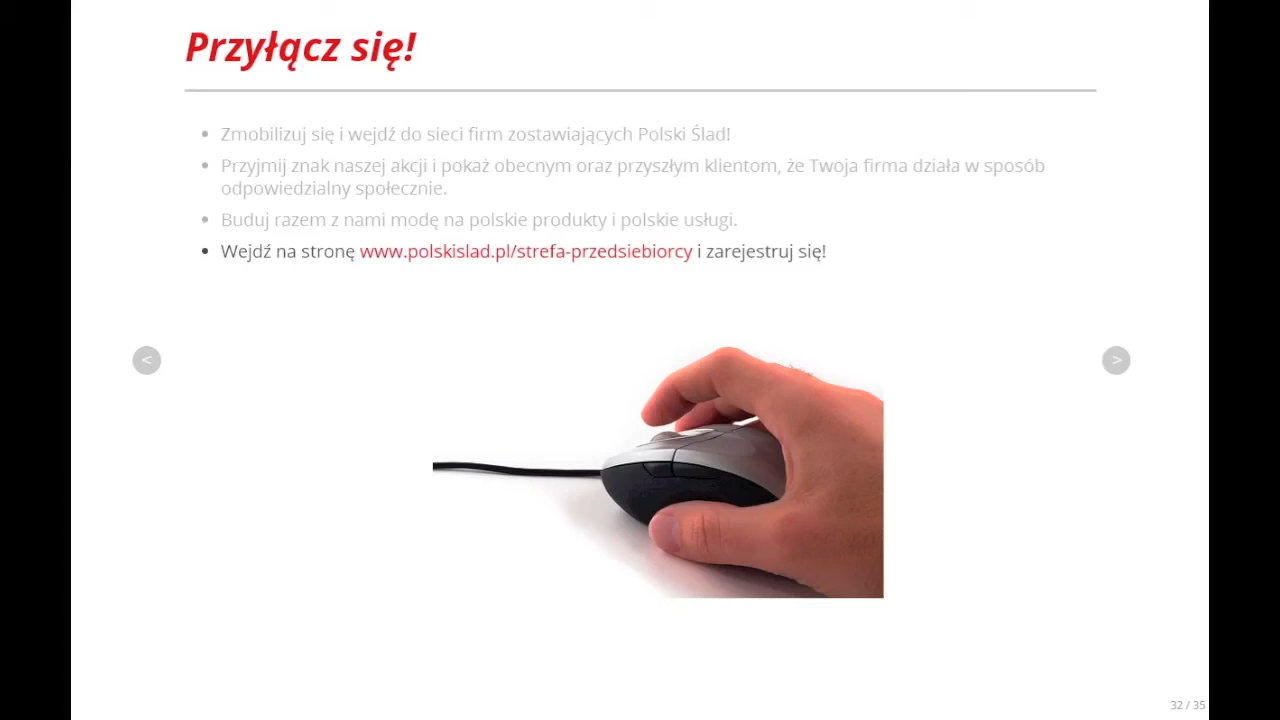 Przyłącz się!
• Zmobilizuj się i wejdź do sieci firm zostawiających Polski Ślad!
• Przyjmij znak naszej akcji i pokaż obecnym oraz przyszłym klientom, że Twoja firma działa w sposób
odpowiedzialny społecznie.
• Buduj razem z nami modę na polskie produkty i polskie usługi.
• Wejdź na stronę www.polskislad.pl/strefa-przedsiebiorcy i zarejestruj się!
< >
32 / 35